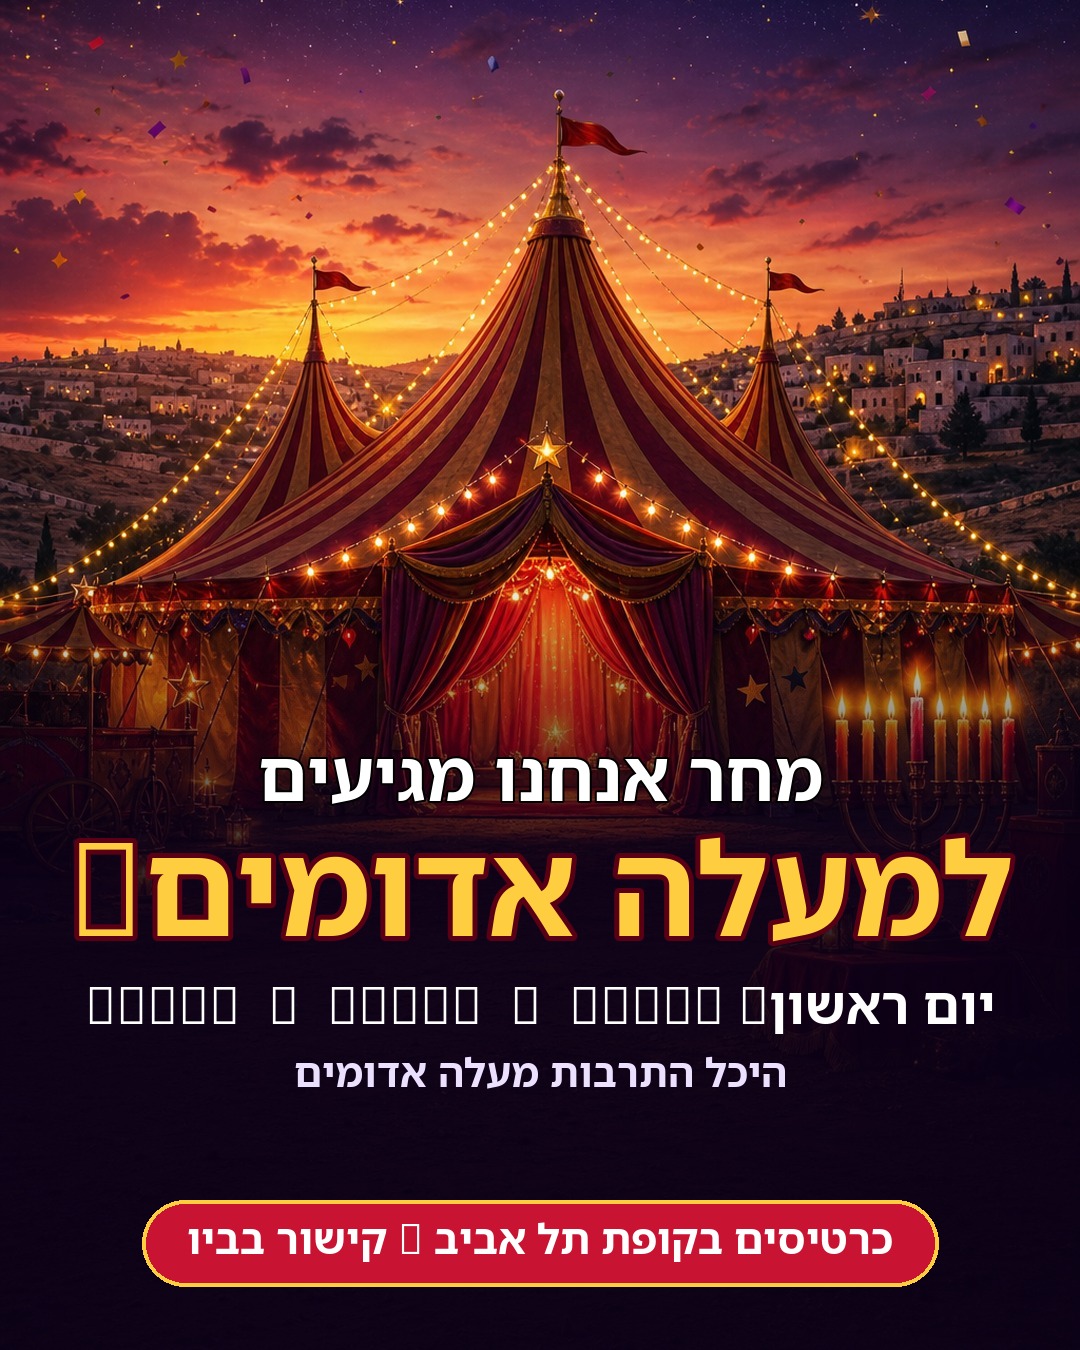 מחר אנחנו מגיעים
למעלה אדומים
יום ראשון
היכל התרבות מעלה אדומים
כרטיסים בקופת תל אביב קישור בביו